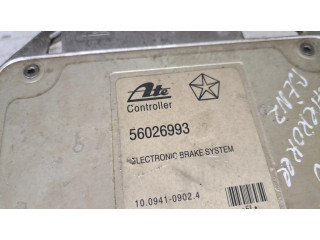 Ate
Controller
56026993
ELECTRONIC BRAKE SYSTEM
10.0941-0902.4